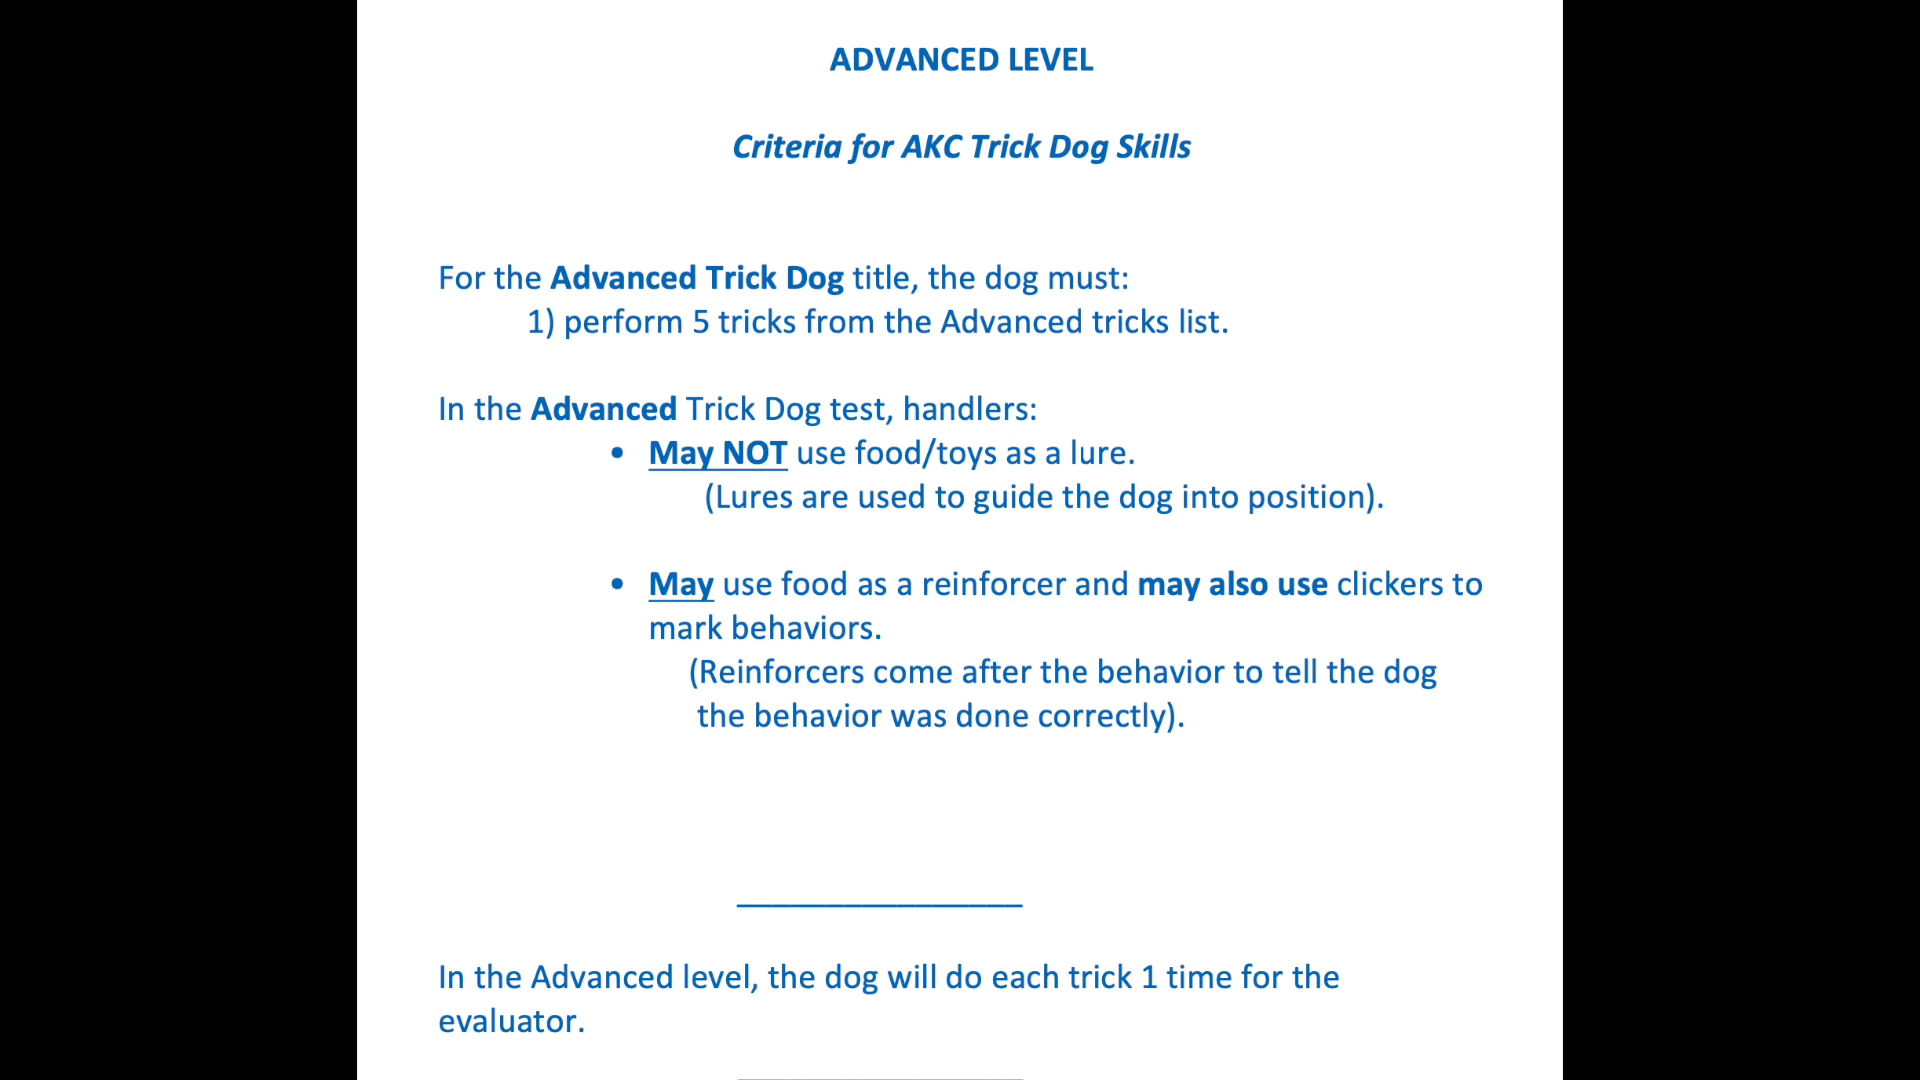 ADVANCED LEVEL
Criteria for AKC Trick Dog Skills
For the Advanced Trick Dog title, the dog must:
1) perform 5 tricks from the Advanced tricks list.
In the Advanced Trick Dog test, handlers:
• May NOT use food/toys as a lure.
(Lures are used to guide the dog into position).
• May use food as a reinforcer and may also use clickers to
mark behaviors.
(Reinforcers come after the behavior to tell the dog
the behavior was done correctly).
________________
In the Advanced level, the dog will do each trick 1 time for the
evaluator.